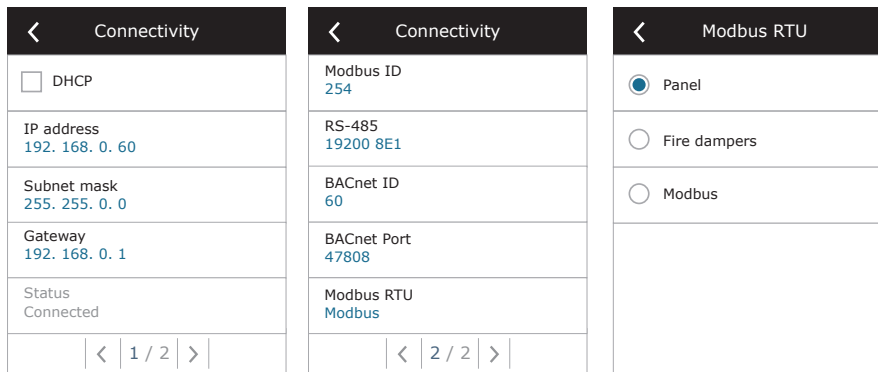 Connectivity
DHCP
IP address
192. 168. 0. 60
Subnet mask
255. 255. 0. 0
Gateway
192. 168. 0. 1
Status
Connected
1 / 2
Connectivity
Modbus ID
254
RS-485
19200 8E1
BACnet ID
60
BACnet Port
47808
Modbus RTU
Modbus
2 / 2
Modbus RTU
Panel
Fire dampers
Modbus